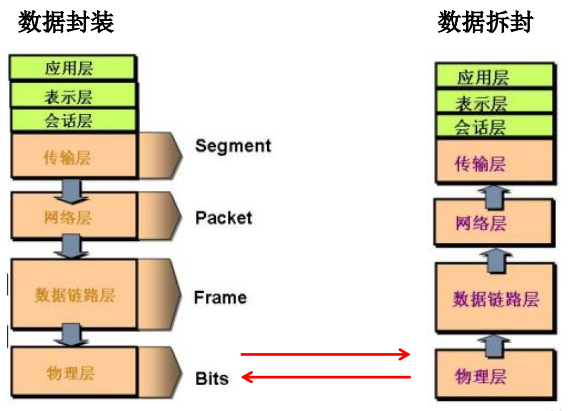 数据封装
数据拆封
应用层
表示层
会话层
传输层
Segment
网络层
Packet
数据链路层
Frame
物理层
Bits
应用层
表示层
会话层
传输层
网络层
数据链路层
物理层